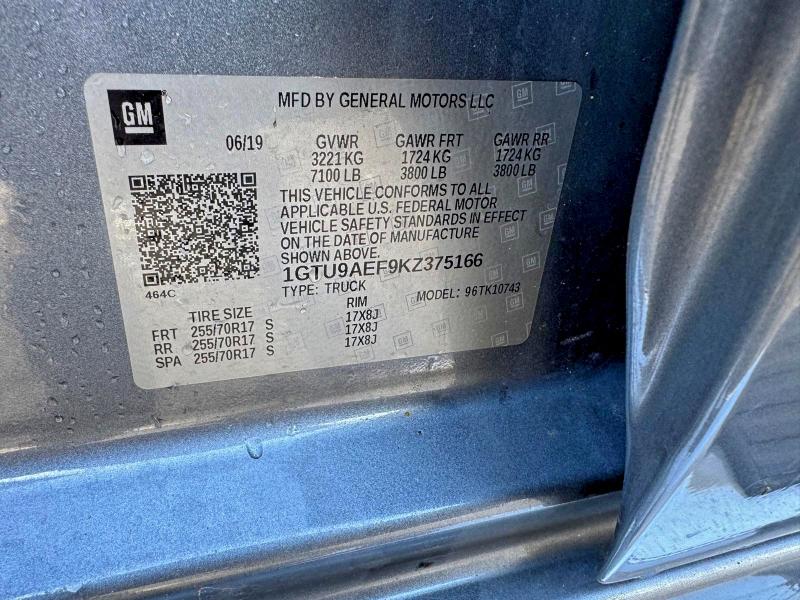 GM
MFD BY GENERAL MOTORS LLC
06/19 GVWR GAWR FRT GAWR RR
3221 KG 1724 KG 1724 KG
7100 LB 3800 LB 3800 LB
THIS VEHICLE CONFORMS TO ALL
APPLICABLE U.S. FEDERAL MOTOR
VEHICLE SAFETY STANDARDS IN EFFECT
ON THE DATE OF MANUFACTURE
SHOWN ABOVE.
1GTU9AEF9KZ375166
464C
TYPE: TRUCK MODEL: 96TK10743
TIRE SIZE RIM
FRT 255/70R17 S 17X8J
RR 255/70R17 S 17X8J
SPA 255/70R17 S 17X8J